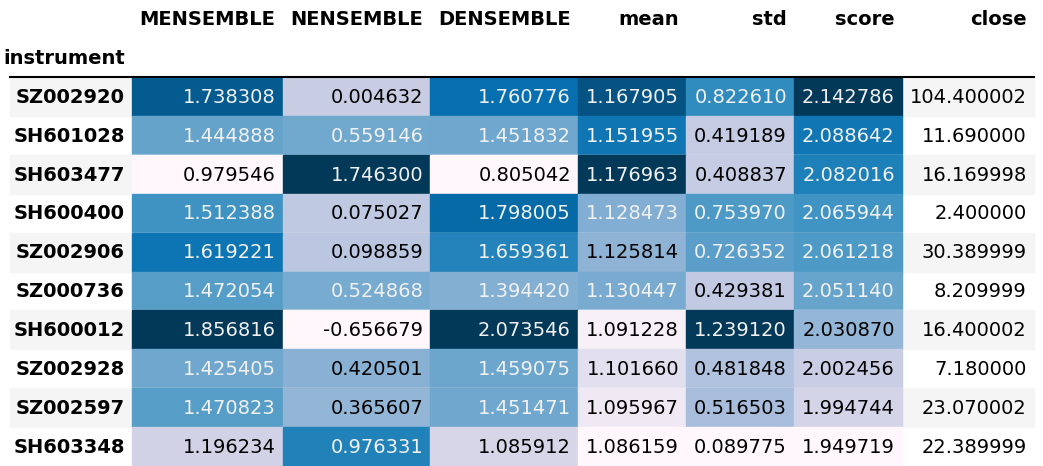 MENSEMBLE NENSEMBLE DENSEMBLE mean std score close
instrument
SZ002920 1.738308 0.004632 1.760776 1.167905 0.822610 2.142786 104.400002
SH601028 1.444888 0.559146 1.451832 1.151955 0.419189 2.088642 11.690000
SH603477 0.979546 1.746300 0.805042 1.176963 0.408837 2.082016 16.169998
SH600400 1.512388 0.075027 1.798005 1.128473 0.753970 2.065944 2.400000
SZ002906 1.619221 0.098859 1.659361 1.125814 0.726352 2.061218 30.389999
SZ000736 1.472054 0.524868 1.394420 1.130447 0.429381 2.051140 8.209999
SH600012 1.856816 -0.656679 2.073546 1.091228 1.239120 2.030870 16.400002
SZ002928 1.425405 0.420501 1.459075 1.101660 0.481848 2.002456 7.180000
SZ002597 1.470823 0.365607 1.451471 1.095967 0.516503 1.994744 23.070002
SH603348 1.196234 0.976331 1.085912 1.086159 0.089775 1.949719 22.389999